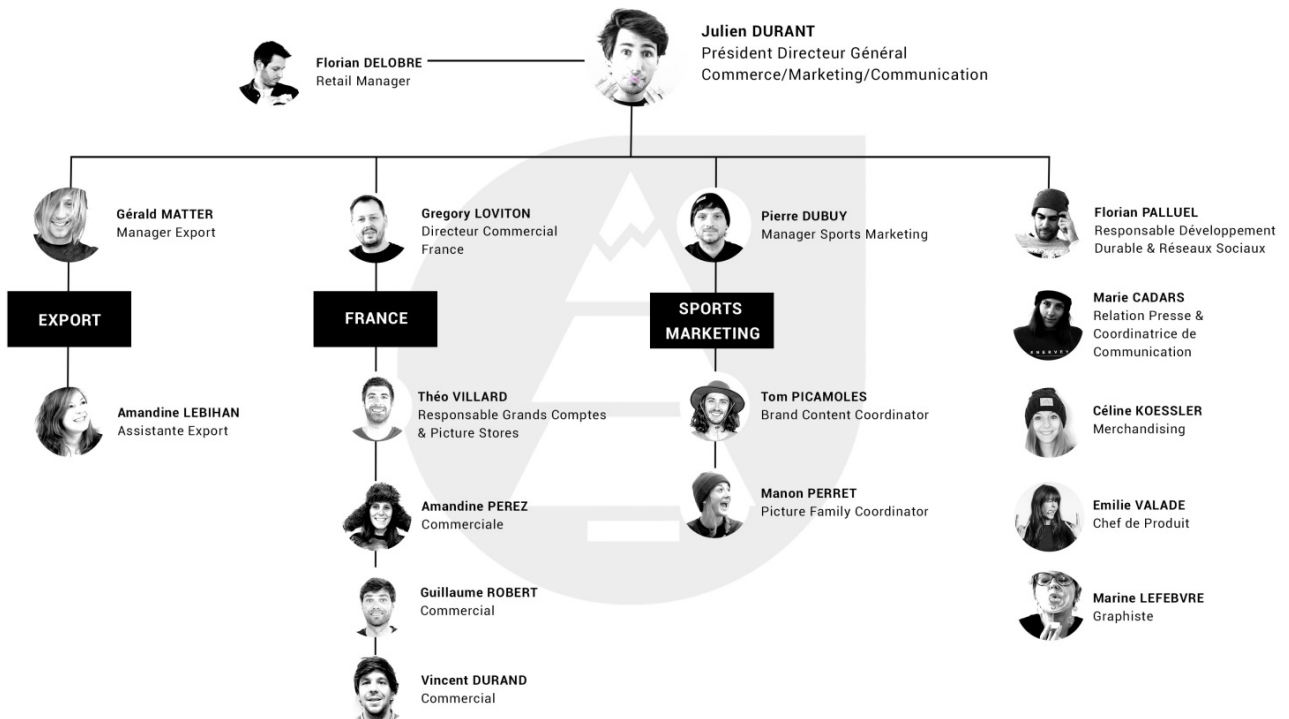 Julien DURANT
Président Directeur Général
Commerce/Marketing/Communication
Florian DELOBRE
Retail Manager
Gérald MATTER
Manager Export
EXPORT
Amandine LEBIHAN
Assistante Export
Gregory LOVITON
Directeur Commercial
France
FRANCE
Théo VILLARD
Responsable Grands Comptes
& Picture Stores
Amandine PEREZ
Commerciale
Guillaume ROBERT
Commercial
Vincent DURAND
Commercial
Pierre DUBUY
Manager Sports Marketing
SPORTS
MARKETING
Tom PICAMOLES
Brand Content Coordinator
Manon PERRET
Picture Family Coordinator
Florian PALLUEL
Responsable Développement
Durable & Réseaux Sociaux
Marie CADARS
Relation Presse &
Coordinatrice de
Communication
Céline KOESSLER
Merchandising
Emilie VALADE
Chef de Produit
Marine LEFEBVRE
Graphiste